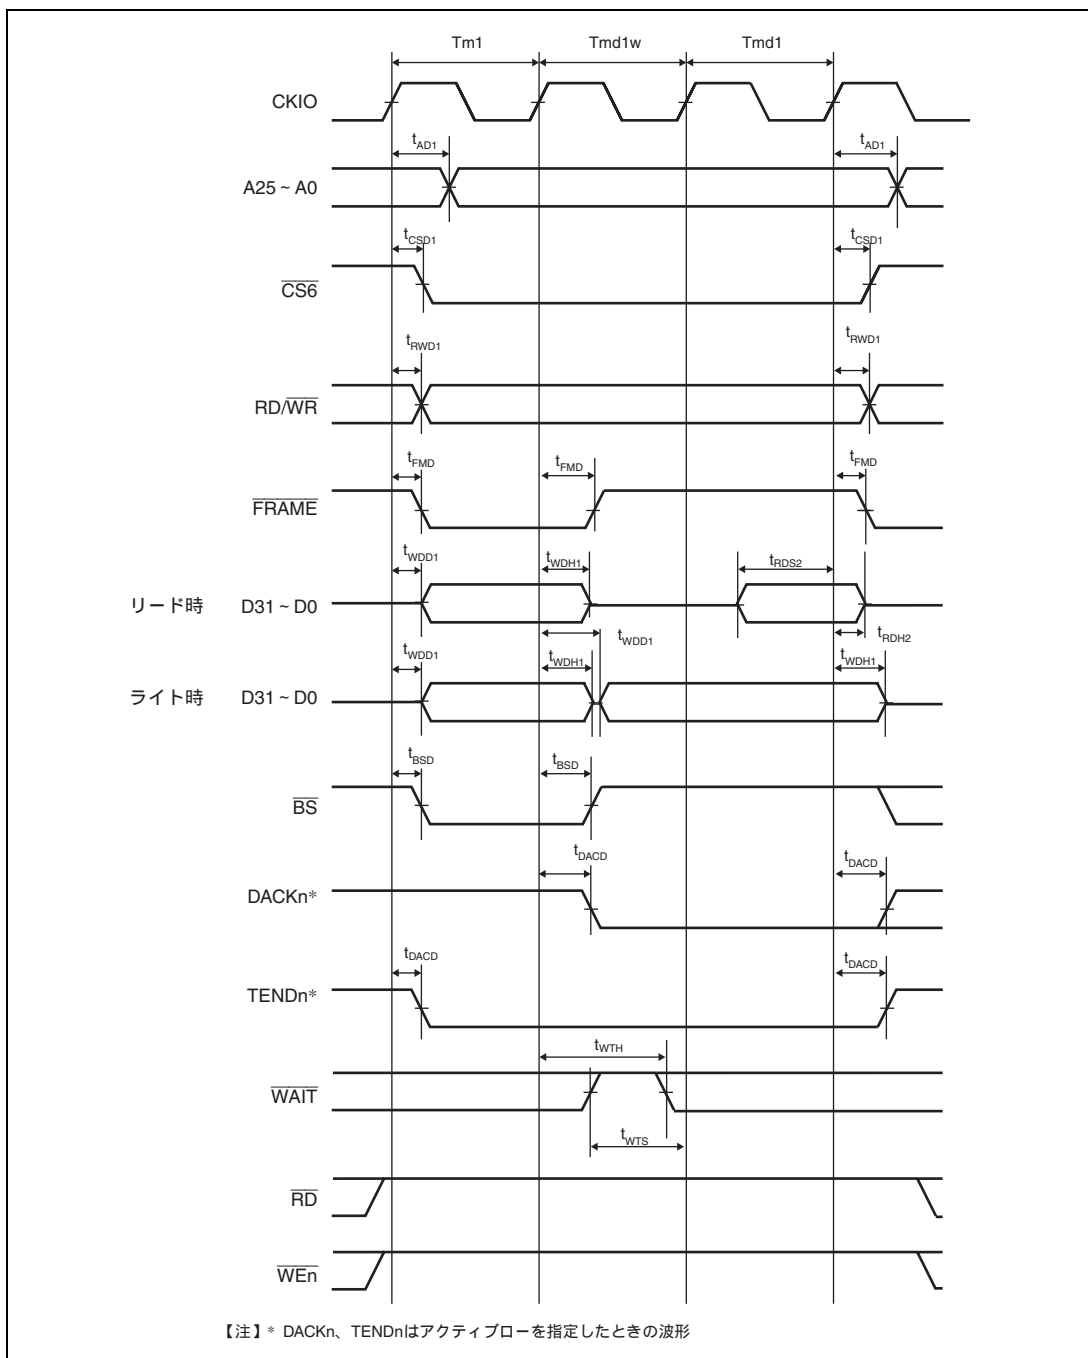 Tm1 Tmd1w Tmd1
CKIO
tAD1 tAD1
A25 ~ A0
tCSD1 tCSD1
CS6
tRWD1 tRWD1
RD/WR
tFMD tFMD tFMD
FRAME
tWDD1 tWDH1 tRDS2
リード時 D31 ~ D0
tWDD1 tRDH2
tWDD1 tWDH1 tWDH1
ライト時 D31 ~ D0
tBSD tBSD
BS
tDACD tDACD
DACKn*
tDACD tDACD
TENDn*
tWTH
WAIT
tWTS
RD
WEn
【注】* DACKn、TENDnはアクティブローを指定したときの波形